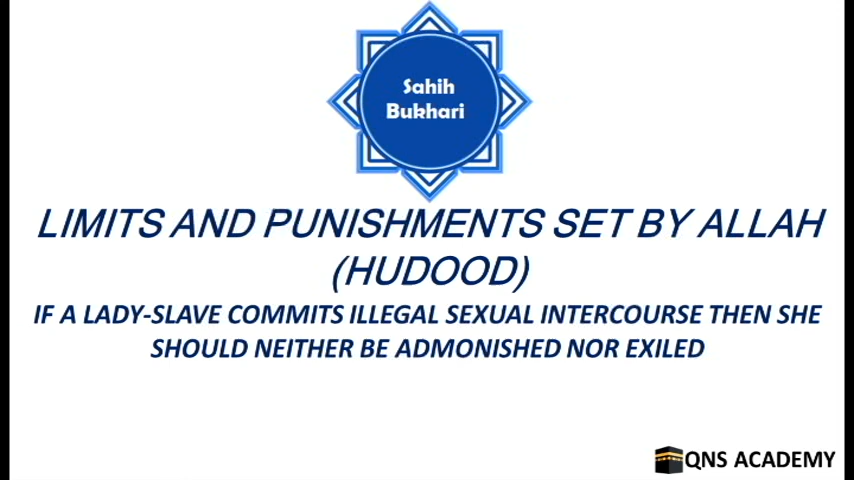 Sahih
Bukhari
LIMITS AND PUNISHMENTS SET BY ALLAH
(HUDOOD)
IF A LADY-SLAVE COMMITS ILLEGAL SEXUAL INTERCOURSE THEN SHE
SHOULD NEITHER BE ADMONISHED NOR EXILED
QNS ACADEMY